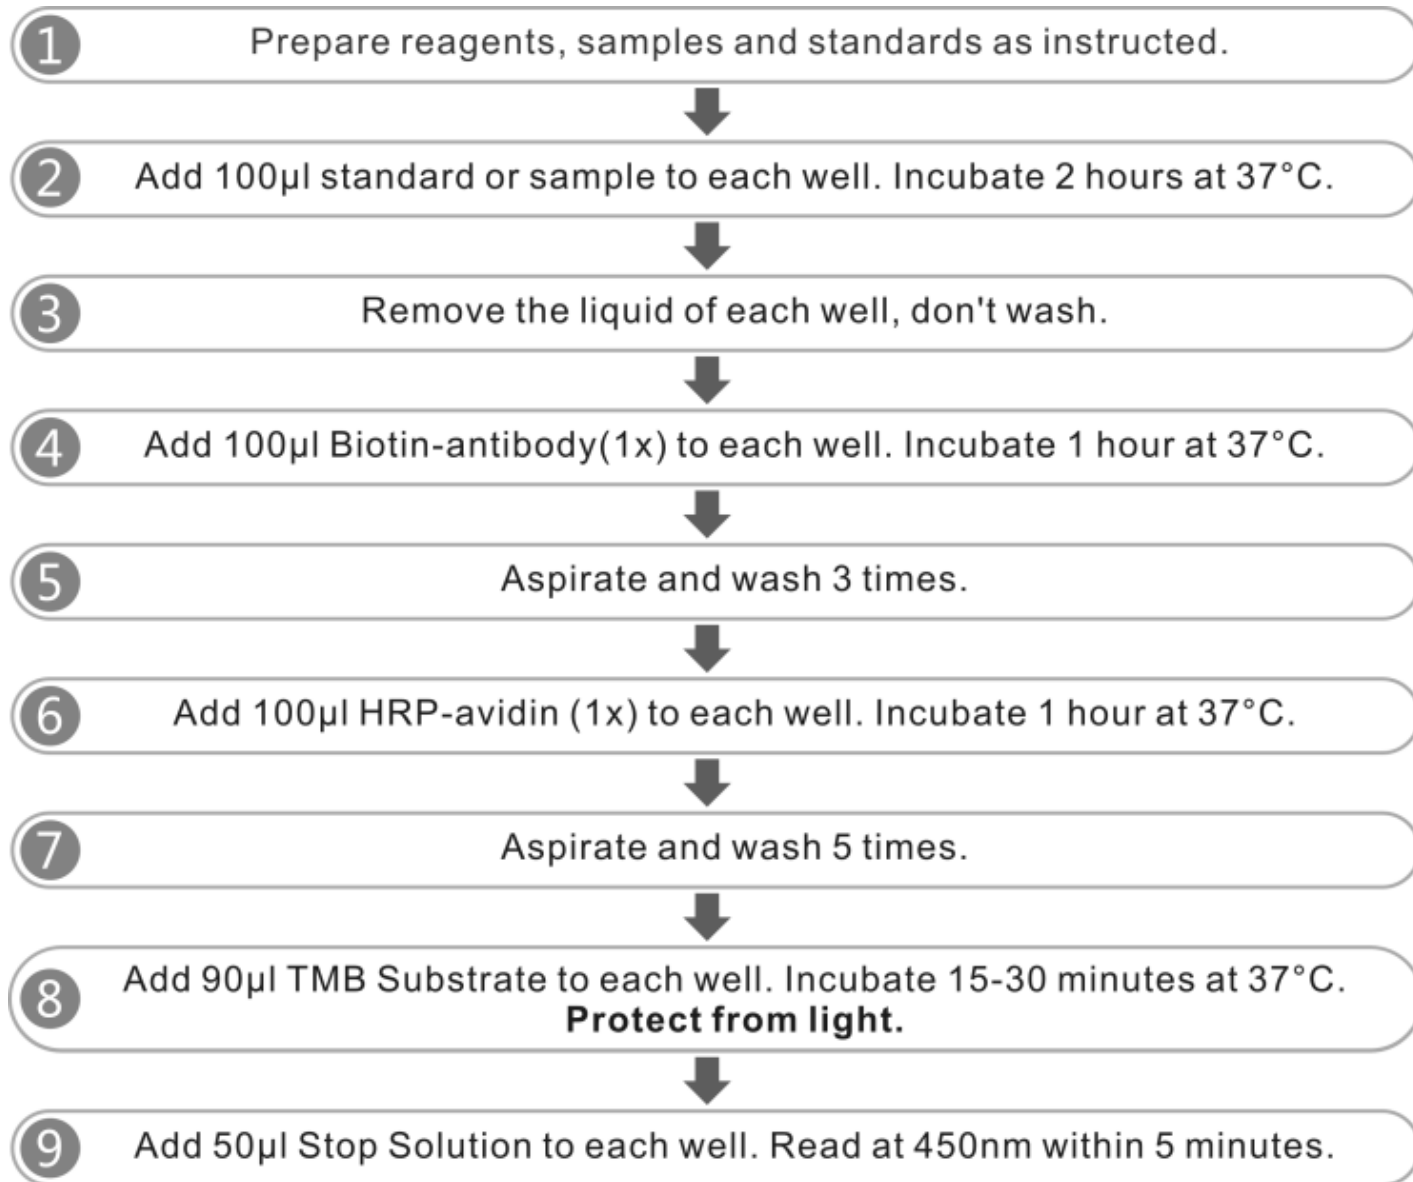 1 Prepare reagents, samples and standards as instructed.
2 Add 100µl standard or sample to each well. Incubate 2 hours at 37°C.
3 Remove the liquid of each well, don't wash.
4 Add 100µl Biotin-antibody(1x) to each well. Incubate 1 hour at 37°C.
5 Aspirate and wash 3 times.
6 Add 100µl HRP-avidin (1x) to each well. Incubate 1 hour at 37°C.
7 Aspirate and wash 5 times.
8 Add 90µl TMB Substrate to each well. Incubate 15-30 minutes at 37°C.
Protect from light.
9 Add 50µl Stop Solution to each well. Read at 450nm within 5 minutes.